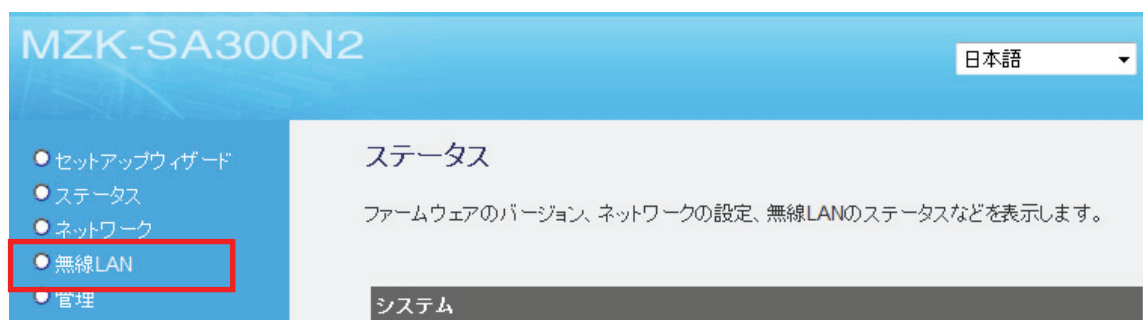 MZK-SA300N2
日本語
セットアップウィザード
ステータス
ネットワーク
無線LAN
管理
ステータス
ファームウェアのバージョン、ネットワークの設定、無線LANのステータスなどを表示します。
システム